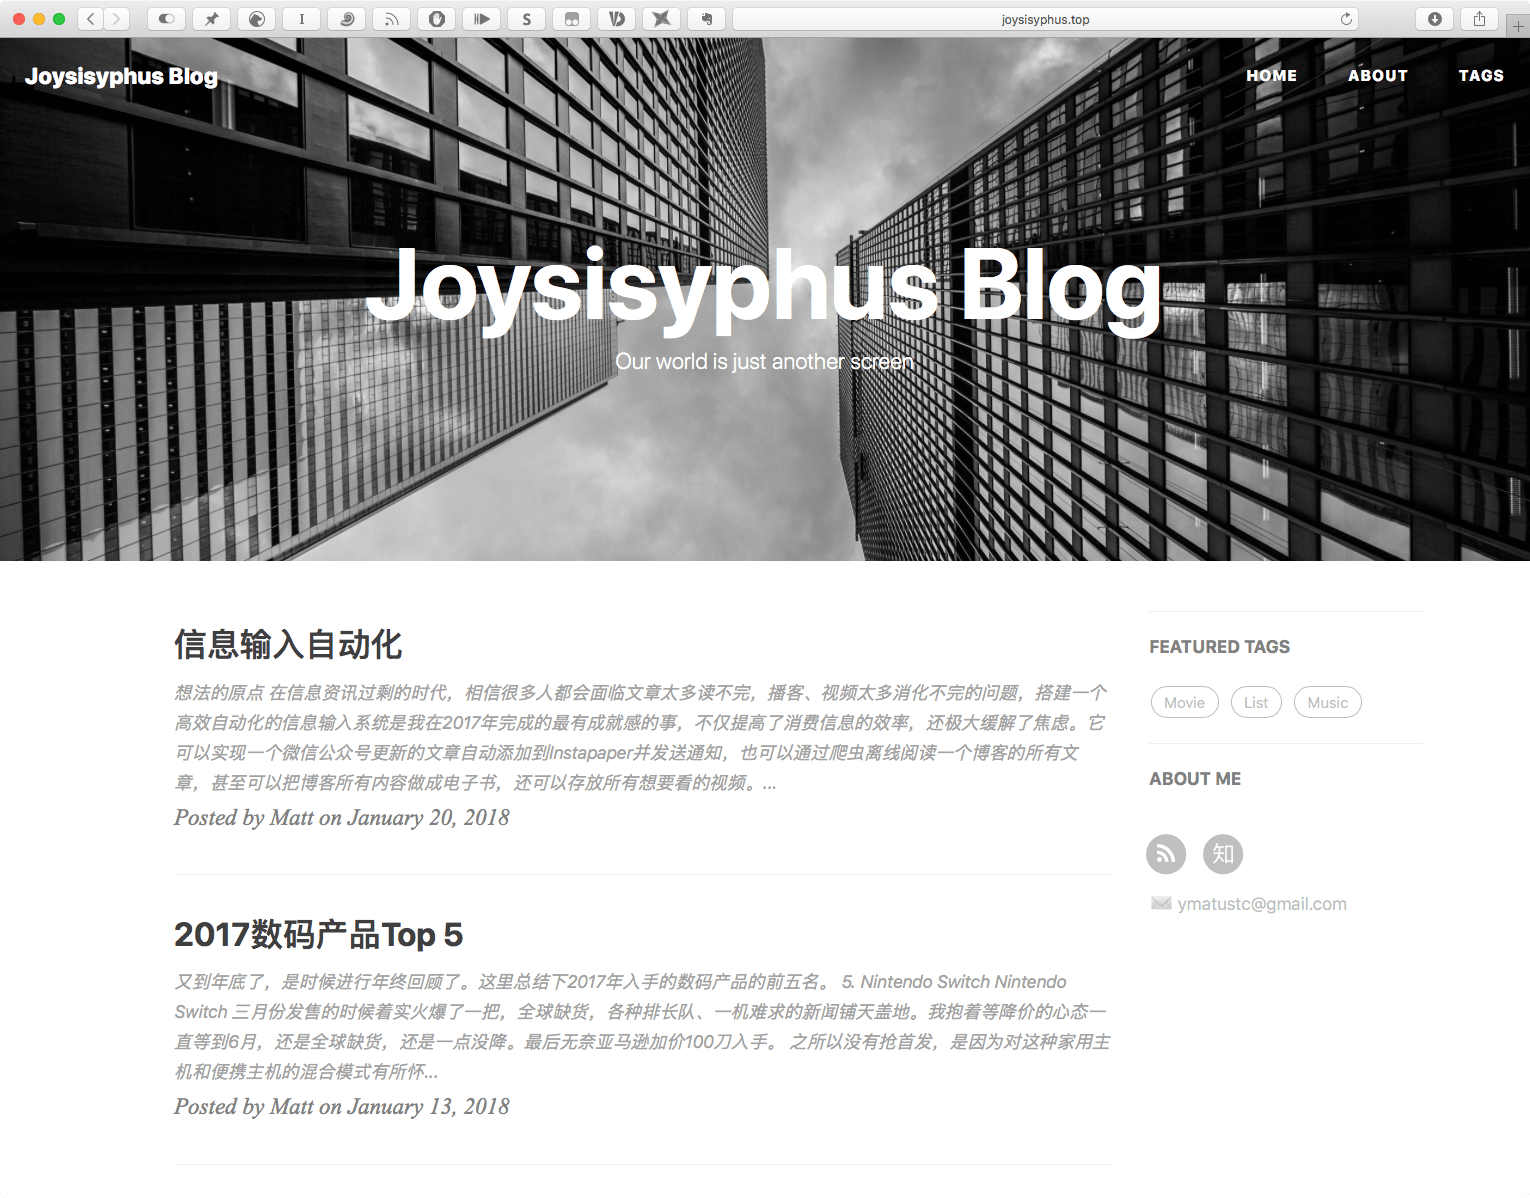 joysisyphus.top
Joysisyphus Blog
HOME ABOUT TAGS
Joysisyphus Blog
Our world is just another screen
信息输入自动化
想法的原点 在信息资讯过剩的时代，相信很多人都会面临文章太多读不完，播客、视频太多消化不完的问题，搭建一个
高效自动化的信息输入系统是我在2017年完成的最有成就感的事，不仅提高了消费信息的效率，还极大缓解了焦虑。它
可以实现一个微信公众号更新的文章自动添加到Instapaper并发送通知，也可以通过爬虫离线阅读一个博客的所有文
章，甚至可以把博客所有内容做成电子书，还可以存放所有想要看的视频。...
Posted by Matt on January 20, 2018
2017数码产品Top 5
又到年底了，是时候进行年终回顾了。这里总结下2017年入手的数码产品的前五名。 5. Nintendo Switch Nintendo
Switch 三月份发售的时候着实火爆了一把，全球缺货，各种排长队、一机难求的新闻铺天盖地。我抱着等降价的心态一
直等到6月，还是全球缺货，还是一点没降。最后无奈亚马逊加价100刀入手。 之所以没有抢首发，是因为对这种家用主
机和便携主机的混合模式有所怀...
Posted by Matt on January 13, 2018
FEATURED TAGS
Movie List Music
ABOUT ME
知
ymatustc@gmail.com